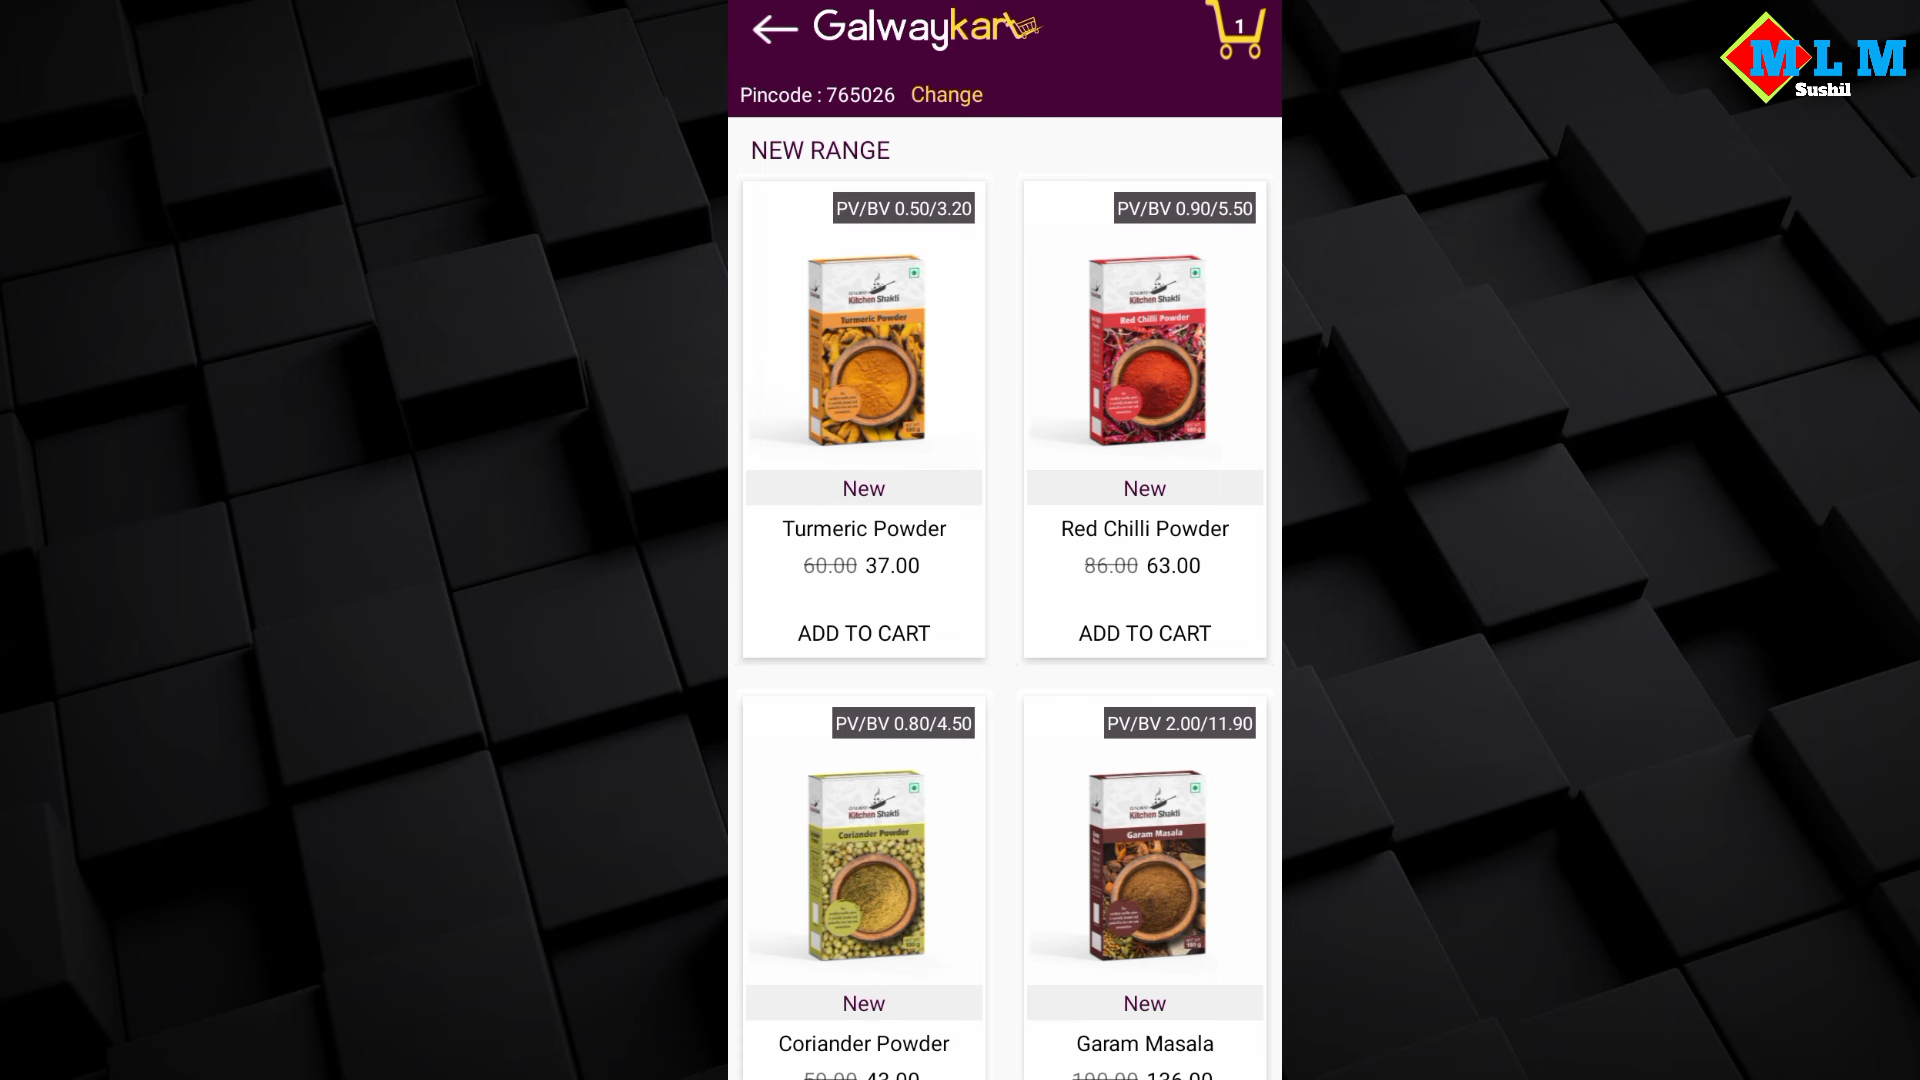 Galwaykart
1
M L M
Sushil
Pincode : 765026 Change
NEW RANGE
PV/BV 0.50/3.20
PV/BV 0.90/5.50
Kitchen Shakti
Turmeric Powder
Kitchen Shakti
Red Chilli Powder
New
New
Turmeric Powder
Red Chilli Powder
60.00 37.00
86.00 63.00
ADD TO CART
ADD TO CART
PV/BV 0.80/4.50
PV/BV 2.00/11.90
Kitchen Shakti
Coriander Powder
Kitchen Shakti
Garam Masala
New
New
Coriander Powder
Garam Masala
43.00
136.00